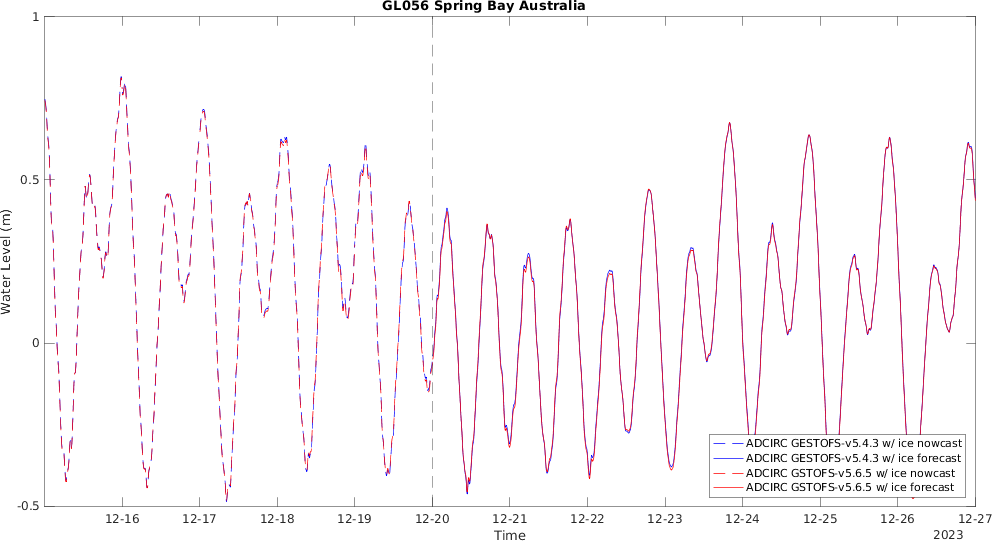 GL056 Spring Bay Australia
Water Level (m)
1
0.5
0
-0.5
ADCIRC GESTOFS-v5.4.3 w/ ice nowcast
ADCIRC GESTOFS-v5.4.3 w/ ice forecast
ADCIRC GSTOFS-v5.6.5 w/ ice nowcast
ADCIRC GSTOFS-v5.6.5 w/ ice forecast
12-16 12-17 12-18 12-19 12-20 12-21 12-22 12-23 12-24 12-25 12-26 12-27
Time
2023